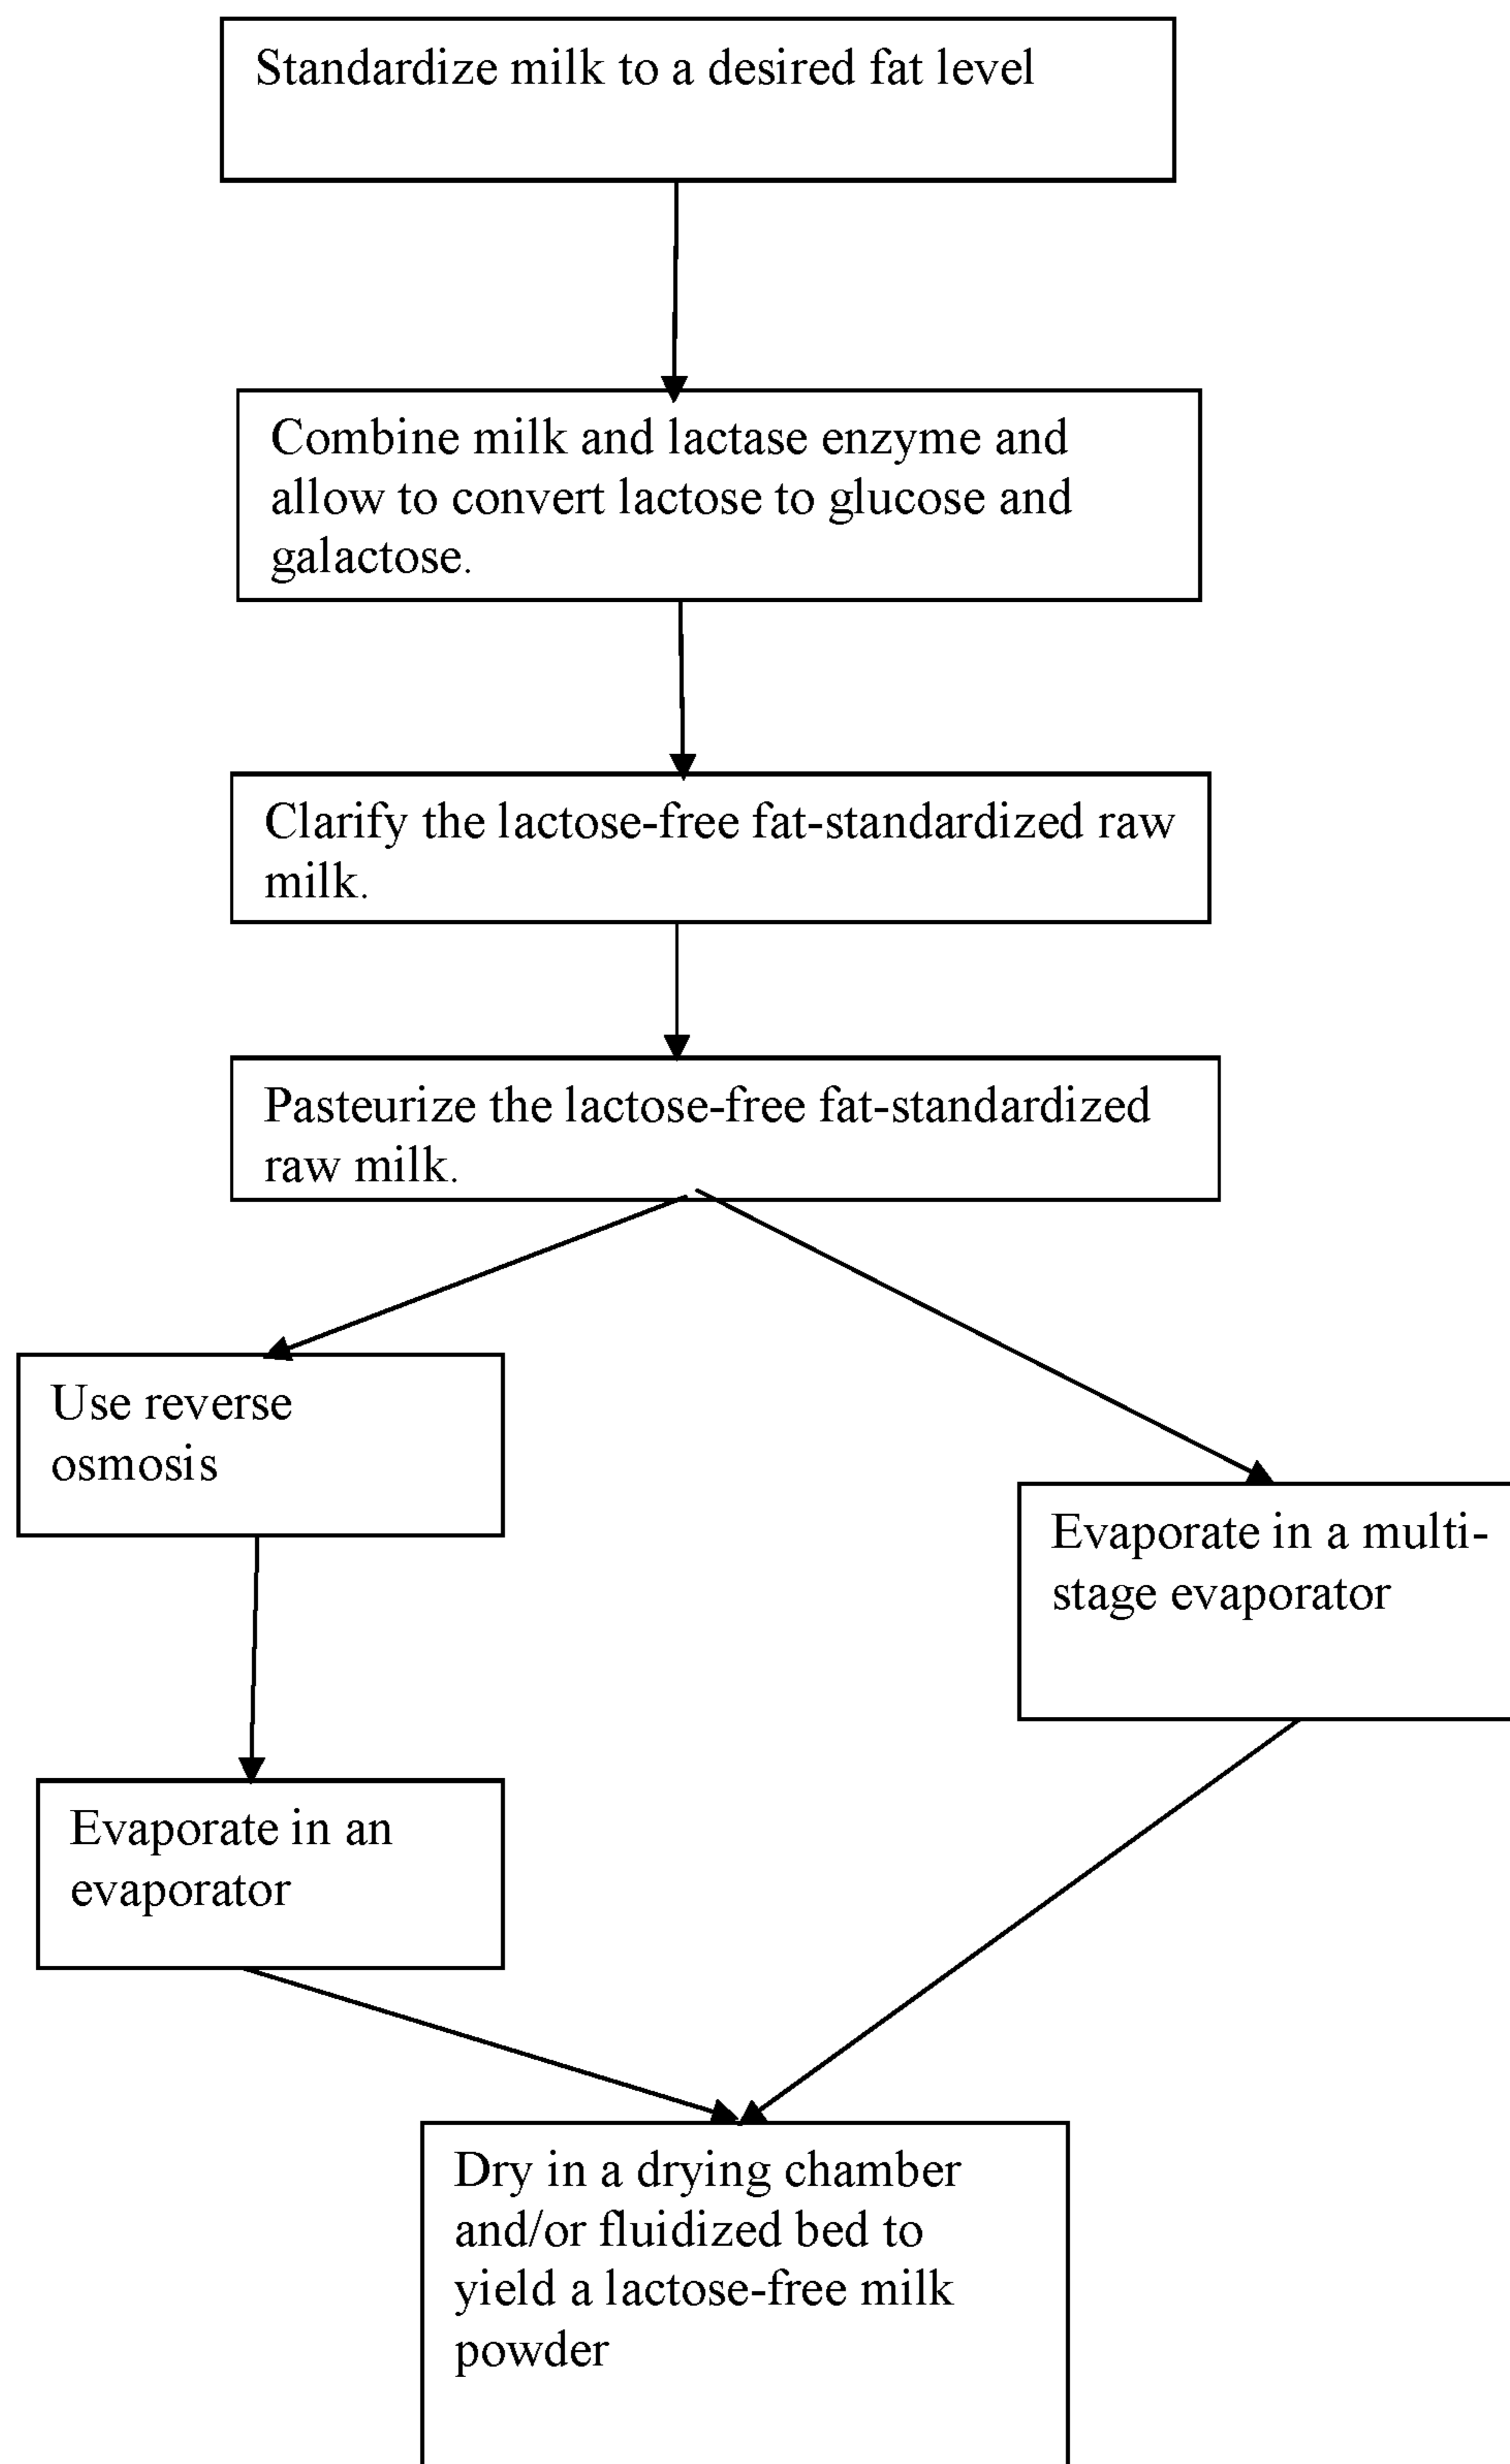 Standardize milk to a desired fat level
Combine milk and lactase enzyme and
allow to convert lactose to glucose and
galactose.
Clarify the lactose-free fat-standardized raw
milk.
Pasteurize the lactose-free fat-standardized
raw milk.
Use reverse
osmosis
Evaporate in a multi-
stage evaporator
Evaporate in an
evaporator
Dry in a drying chamber
and/or fluidized bed to
yield a lactose-free milk
powder